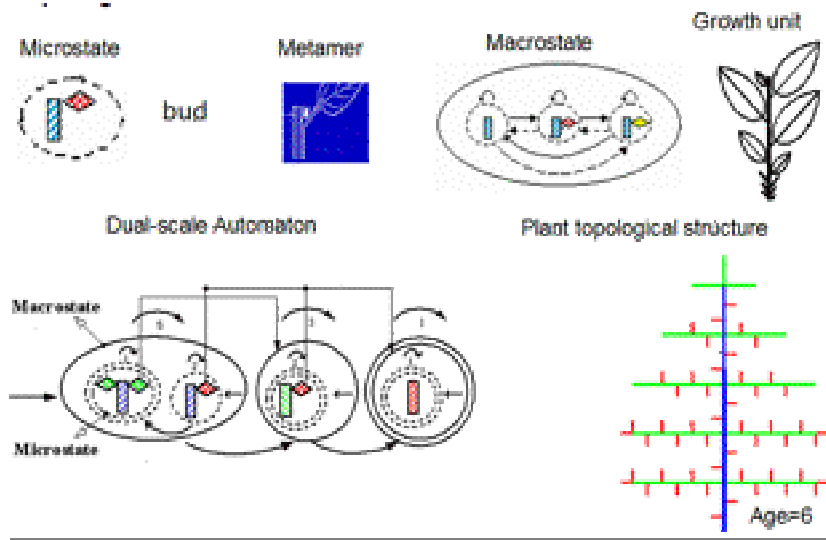 Growth unit
Microstate
Metamer
Macrostate
bud
Dual-scale Automaton
Plant topological structure
Macrostate
Microstate
Age=6